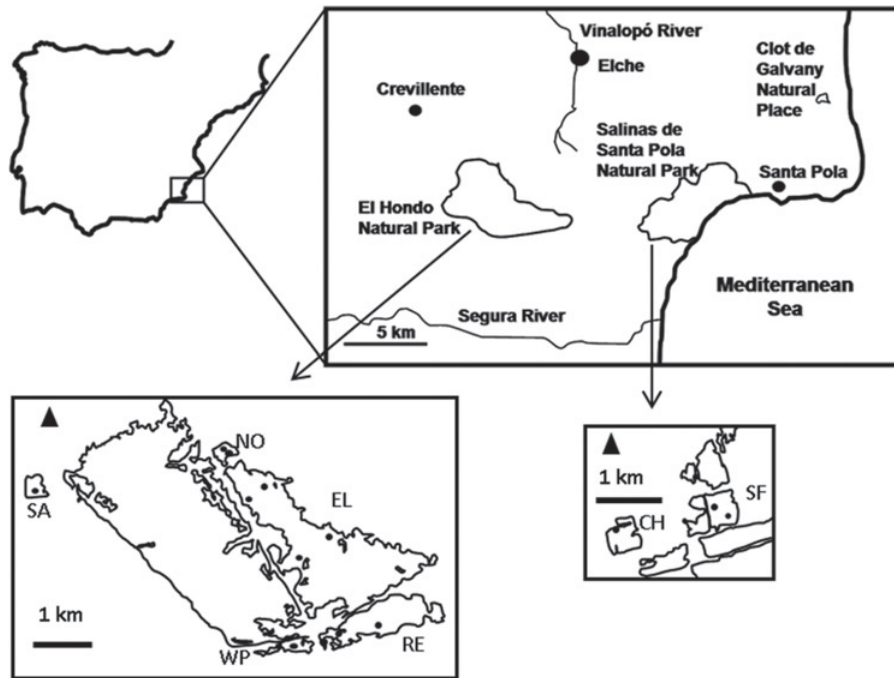 Vinalopó River
Elche
Clot de
Galvany
Natural
Place
Crevillente
Salinas de
Santa Pola
Natural Park
Santa Pola
El Hondo
Natural Park
Mediterranean
Sea
Segura River
5 km
NO
SA
EL
1 km
WP
RE
1 km
SF
CH